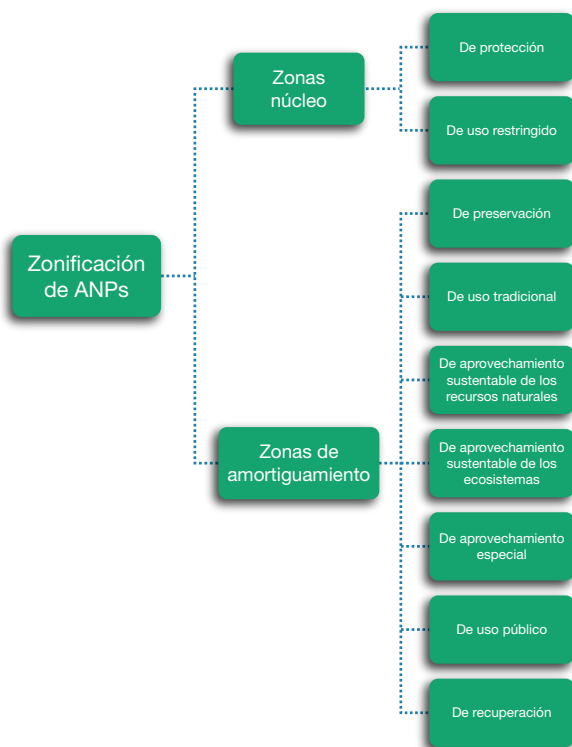 Zonificación
de ANPs
Zonas
núcleo
De protección
De uso restringido
Zonas de
amortiguamiento
De preservación
De uso tradicional
De aprovechamiento
sustentable de los
recursos naturales
De aprovechamiento
sustentable de los
ecosistemas
De aprovechamiento
especial
De uso público
De recuperación